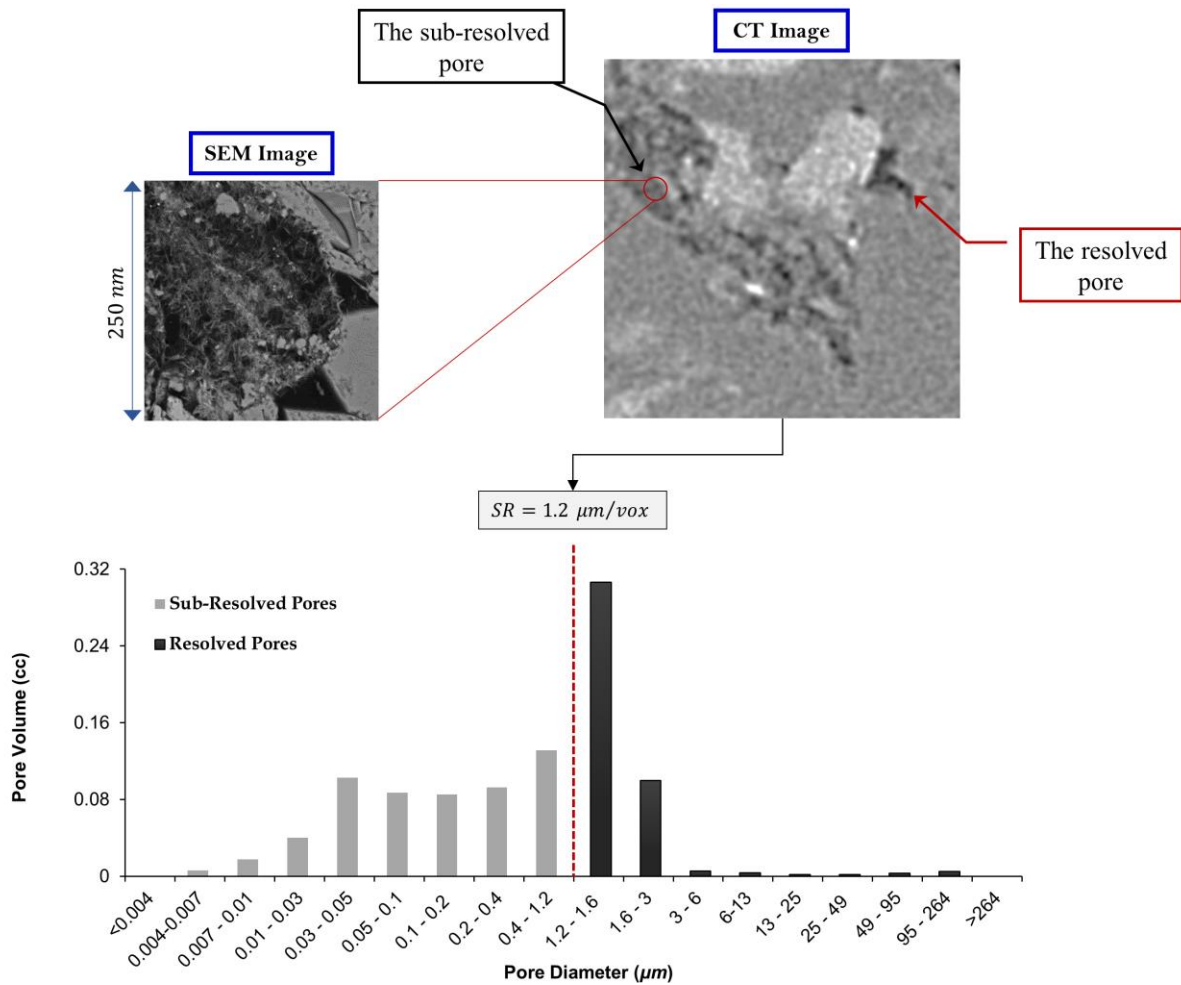 The sub-resolved
pore
CT Image
SEM Image
250 nm
The resolved
pore
SR = 1.2 μm/vox
0.32
0.24
0.16
0.08
0
Pore Volume (cc)
Sub-Resolved Pores
Resolved Pores
<0.004
0.004-0.007
0.007 - 0.01
0.01 - 0.03
0.03 - 0.05
0.05 - 0.1
0.1 - 0.2
0.2 - 0.4
0.4 - 1.2
1.2 - 1.6
1.6 - 3
3 - 6
6-13
13 - 25
25 - 49
49 - 95
95 - 264
>264
Pore Diameter (μm)